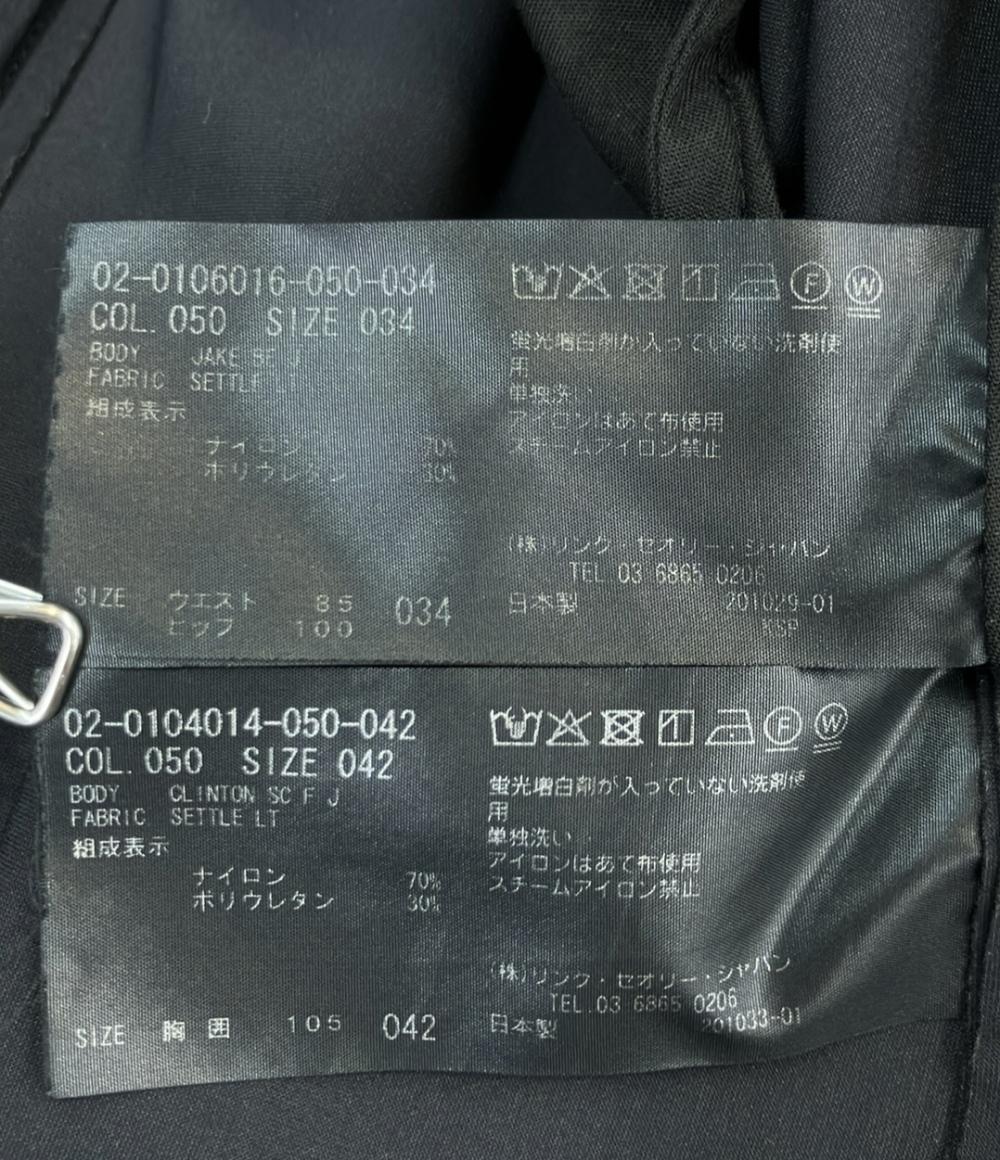 02-0106016-050-034
COL. 050 SIZE 034
BODY JAKE BF J
FABRIC SETTLE
組成表示
ナイロン 70%
ポリウレタン 30%
SIZE ウエスト 85 034
ヒップ 100
1
F
W
蛍光増白剤が入っていない洗剤使
用
単独洗い
アイロンはあて布使用
スチームアイロン禁止
(株)リンク・セオリー・ジャパン
TEL.03 6865 0206
日本製 201029-01
KSP
02-0104014-050-042
COL. 050 SIZE 042
BODY CLINTON SC F J
FABRIC SETTLE LT
組成表示
ナイロン 70%
ポリウレタン 30%
SIZE 胸囲 105 042
1
F
W
蛍光増白剤が入っていない洗剤使
用
単独洗い
アイロンはあて布使用
スチームアイロン禁止
(株)リンク・セオリー・ジャパン
TEL.03 6865 0206
日本製 201033-01